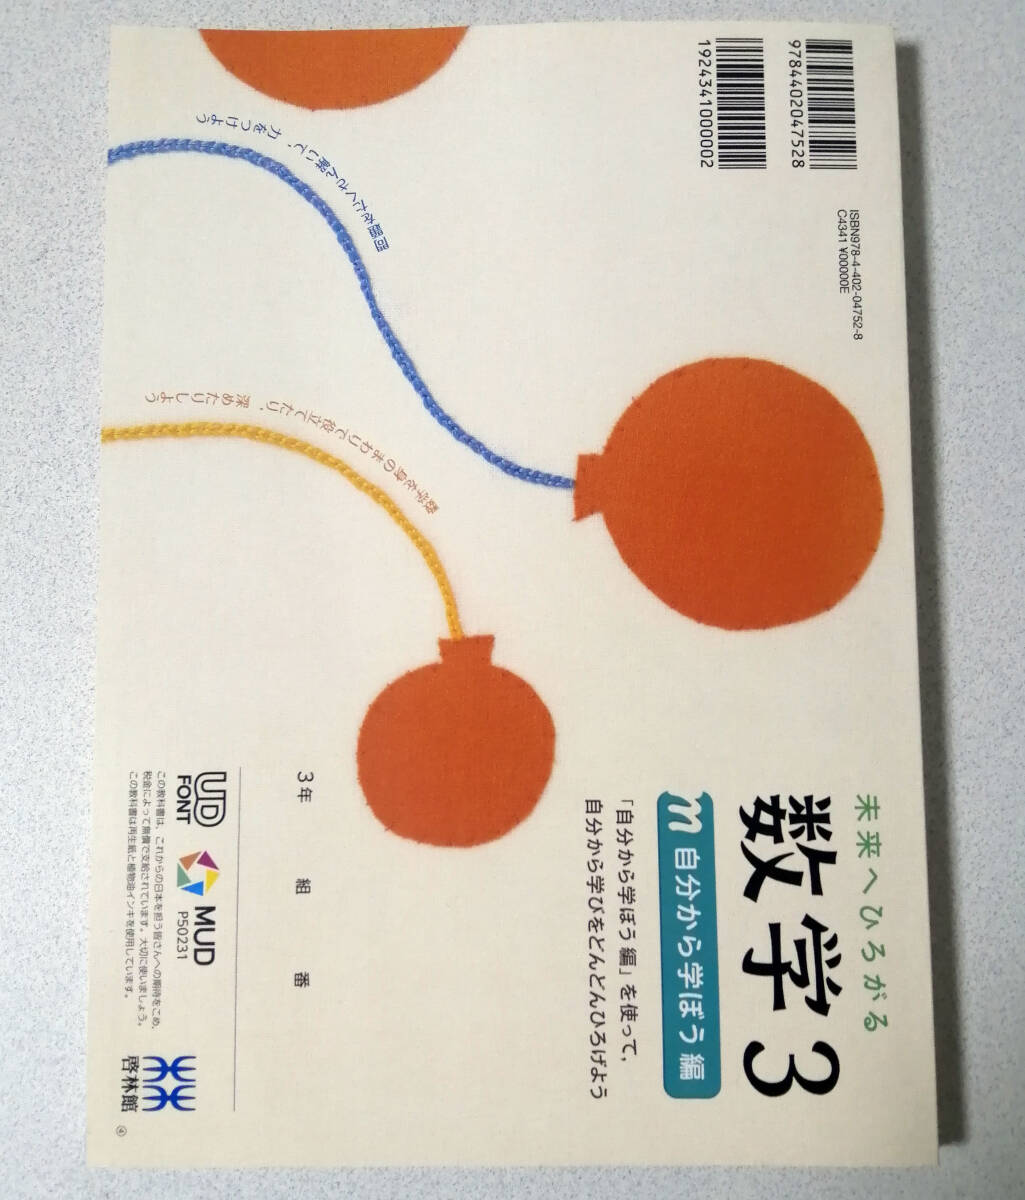 9784402047528
1924341000002
ISBN978-4-402-04752-8
C4341 ¥00000E
未来へひろがる
数学 3
自分から学ぼう 編
「自分から学ぼう編」を使って，
自分から学びをどんどんひろげよう
問題をたくさん解いて，力をつけよう
数学を身のまわりで役立てたり，深めたりしよう
3年 組 番
UD
FONT
MUD
P50231
この教科書は，これからの日本を担う皆さんへの期待をこめ，
税金によって無償で支給されています。大切に使いましょう。
この教科書は再生紙と植物油インキを使用しています。
啓林館
④